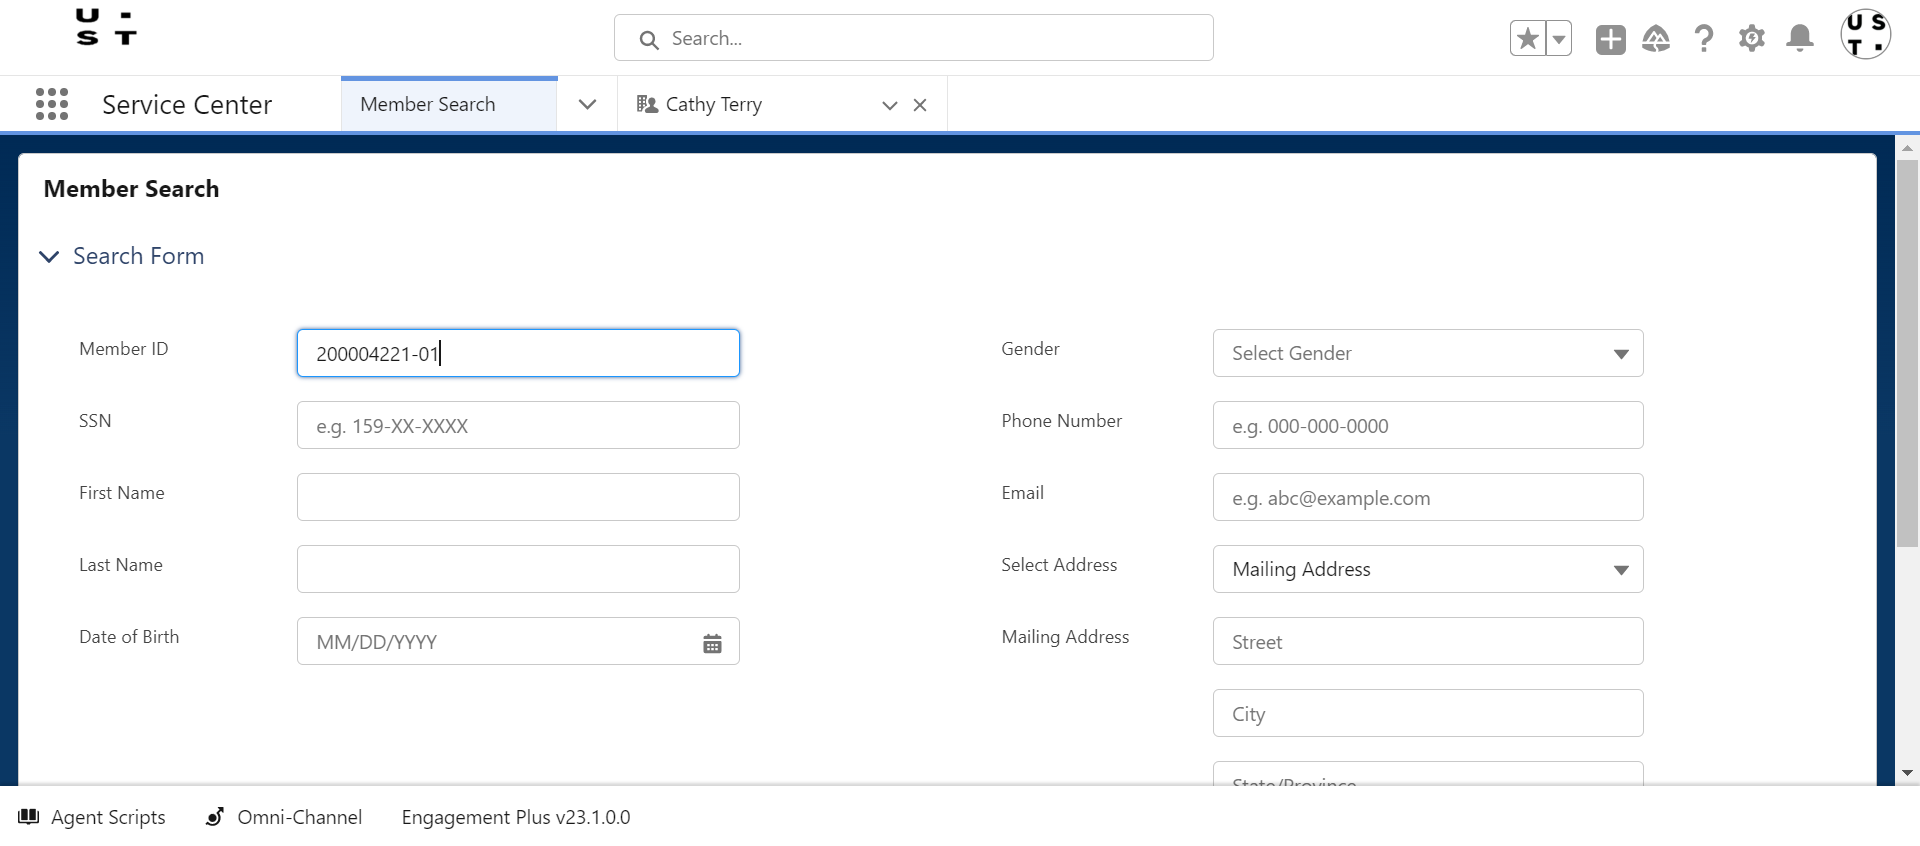 U
ST
Search...
U S
T
Service Center
Member Search
Cathy Terry
Member Search
Search Form
Member ID
200004221-01
Gender
Select Gender
SSN
e.g. 159-XX-XXXX
Phone Number
e.g. 000-000-0000
First Name
Email
e.g. abc@example.com
Last Name
Select Address
Mailing Address
Date of Birth
MM/DD/YYYY
Mailing Address
Street
City
State/Province
Agent Scripts
Omni-Channel
Engagement Plus v23.1.0.0